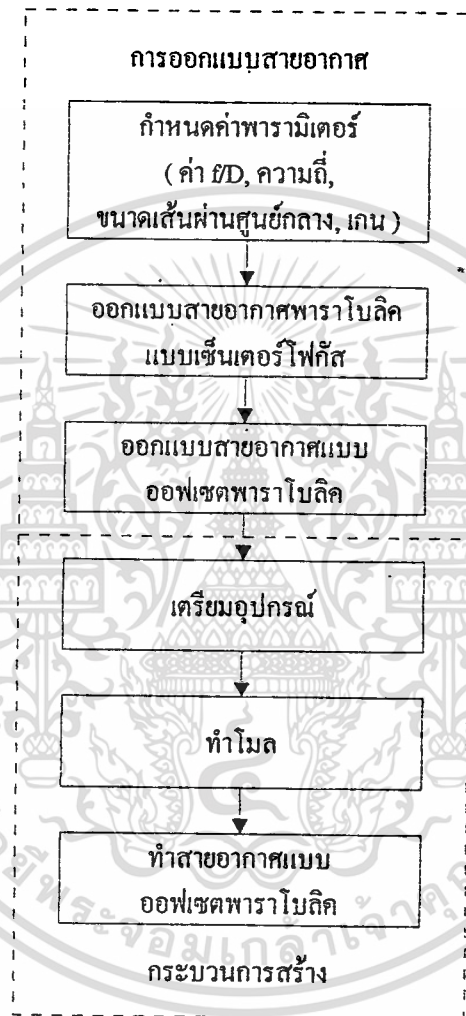 การออกแบบสายอากาศ
กำหนดค่าพารามิเตอร์
( ค่า f/D, ความถี่,
ขนาดเส้นผ่านศูนย์กลาง, เกน )
ออกแบบสายอากาศพาราโบลิค
แบบเซ็นเตอร์โฟกัส
ออกแบบสายอากาศแบบ
ออฟเซตพาราโบลิค
เตรียมอุปกรณ์
ทำโมล
ทำสายอากาศแบบ
ออฟเซตพาราโบลิค
กระบวนการสร้าง